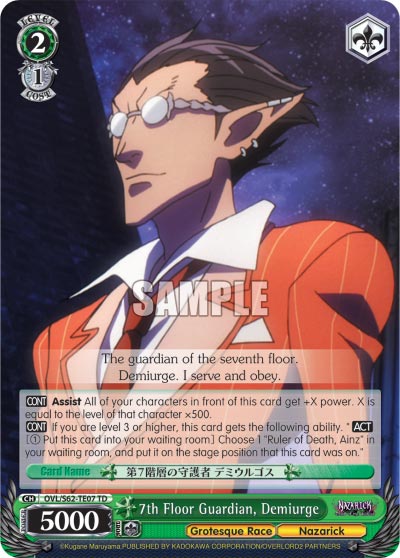 LEVEL
2
1
COST
SAMPLE
The guardian of the seventh floor.
Demiurge. I serve and obey.
CONT Assist All of your characters in front of this card get +X power. X is
equal to the level of that character ×500.
CONT If you are level 3 or higher, this card gets the following ability. " ACT
[① Put this card into your waiting room] Choose 1 "Ruler of Death, Ainz" in
your waiting room, and put it on the stage position that this card was on."
Card Name
第7階層の守護者 デミウルゴス
CH OVL/S62-TE07 TD
POWER 5000
7th Floor Guardian, Demiurge
NAZARICK
Grotesque Race
Nazarick
©Kugane Maruyama,PUBLISHED BY KADOKAWA CORPORATION/OVERLORD2 PARTNERS